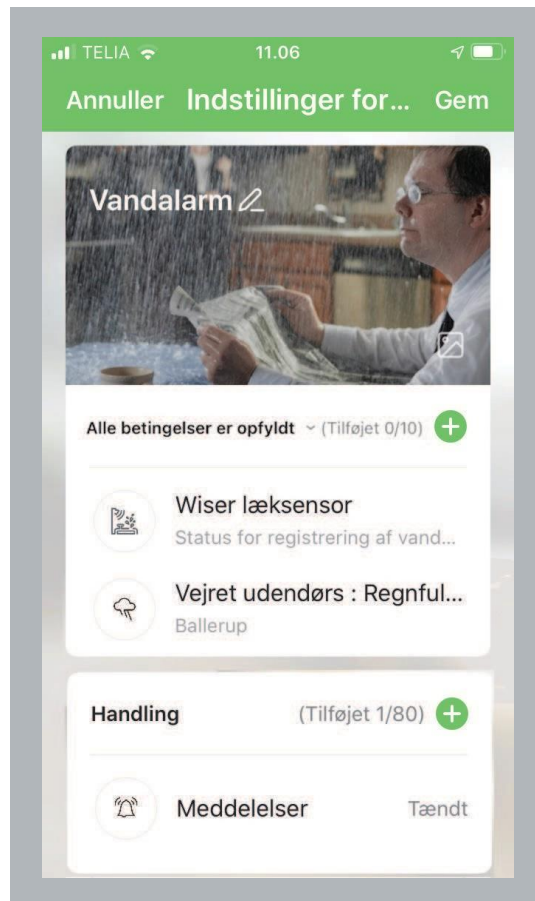 TELIA 11.06
Annuller Indstillinger for... Gem
Vandalarm
Alle betingelser er opfyldt (Tilføjet 0/10)
Wiser læksensor
Status for registrering af vand...
Vejret udendørs : Regnful...
Ballerup
Handling (Tilføjet 1/80)
Meddelelser Tændt